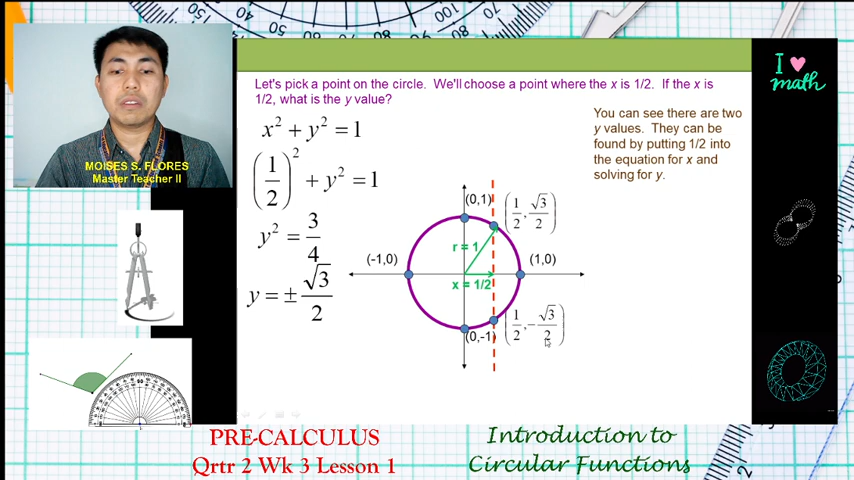 Let's pick a point on the circle. We'll choose a point where the x is 1/2. If the x is
1/2, what is the y value?
x² + y² = 1
(1/2)² + y² = 1
y² = 3/4
y = ± √3/2
You can see there are two
y values. They can be
found by putting 1/2 into
the equation for x and
solving for y.
(0,1)
(1/2, √3/2)
r = 1
(-1,0)
(1,0)
x = 1/2
(0,-1)
(1/2, -√3/2)
MOISES S. FLORES
Master Teacher II
I ♥
math
PRE-CALCULUS
Qrtr 2 Wk 3 Lesson 1
Introduction to
Circular Functions